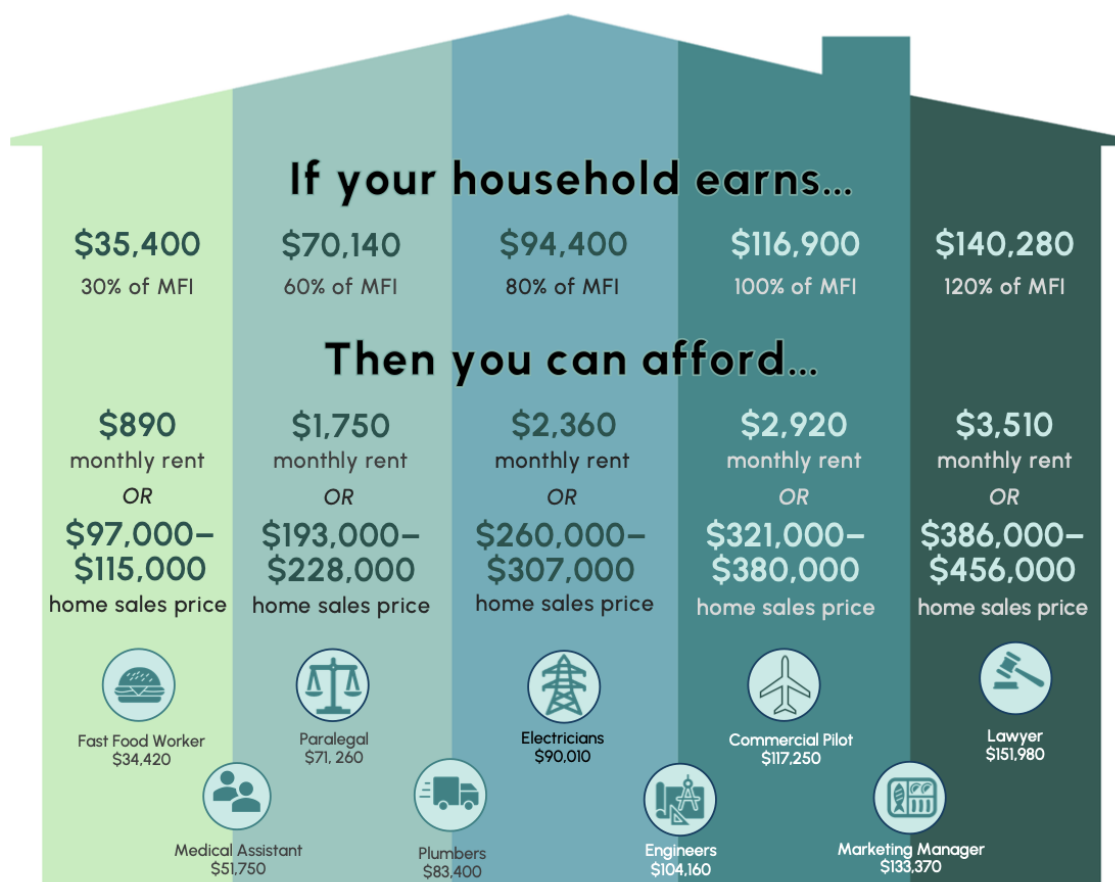 If your household earns...
$35,400
30% of MFI
$70,140
60% of MFI
$94,400
80% of MFI
$116,900
100% of MFI
$140,280
120% of MFI
Then you can afford...
$890
monthly rent
OR
$97,000–
$115,000
home sales price
$1,750
monthly rent
OR
$193,000–
$228,000
home sales price
$2,360
monthly rent
OR
$260,000–
$307,000
home sales price
$2,920
monthly rent
OR
$321,000–
$380,000
home sales price
$3,510
monthly rent
OR
$386,000–
$456,000
home sales price
Fast Food Worker
$34,420
Paralegal
$71, 260
Electricians
$90,010
Commercial Pilot
$117,250
Lawyer
$151,980
Medical Assistant
$51,750
Plumbers
$83,400
Engineers
$104,160
Marketing Manager
$133,370